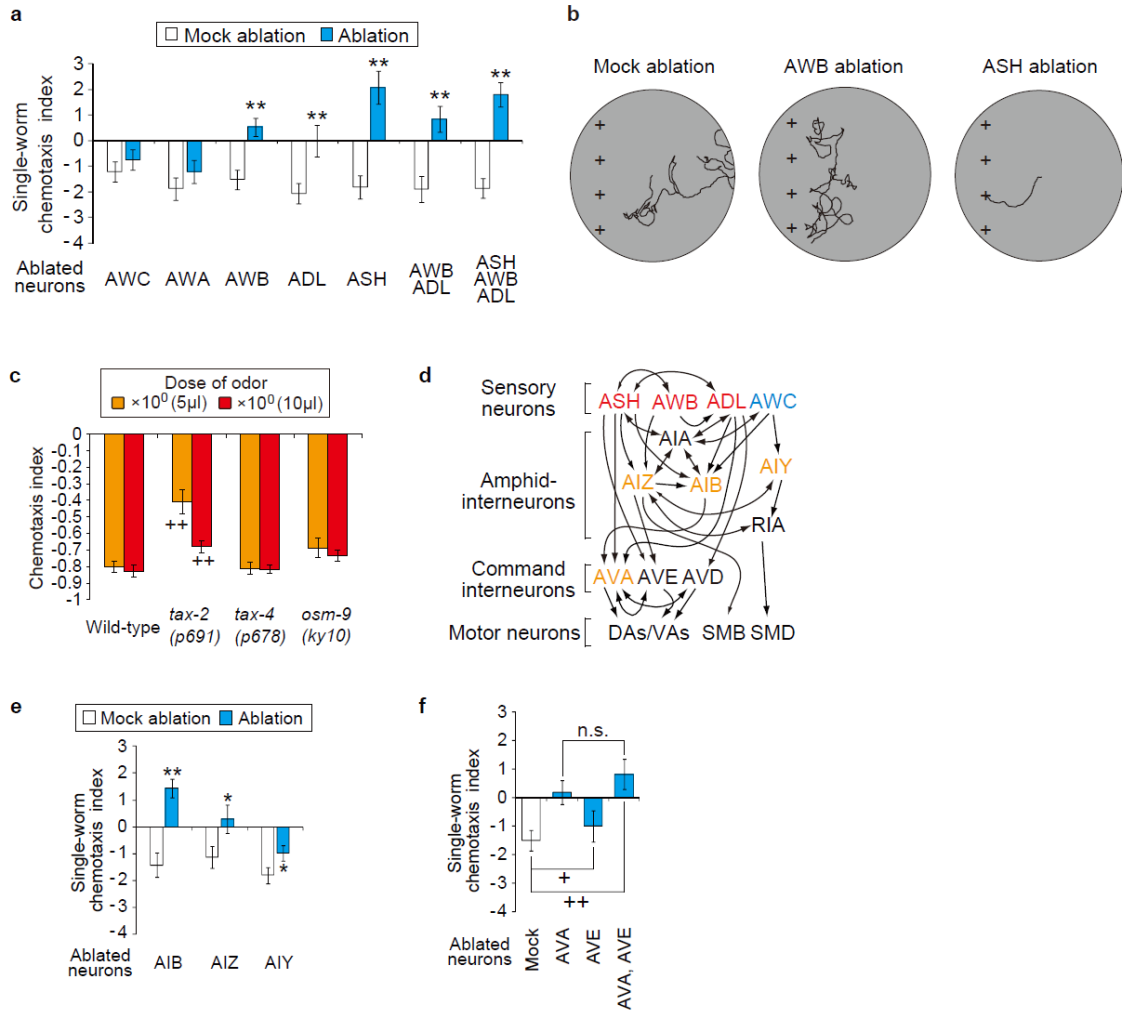 a
Mock ablation Ablation
Single-worm
chemotaxis index
3
2
1
0
-1
-2
-3
-4
** ** ** ** **
Ablated
neurons
AWC AWA AWB ADL ASH AWB
ADL ASH
AWB
ADL
b
Mock ablation AWB ablation ASH ablation
+ + +
+ + +
+ + +
+ + +
c
Dose of odor
×10⁰ (5µl) ×10⁰ (10µl)
Chemotaxis index
0
-0.1
-0.2
-0.3
-0.4
-0.5
-0.6
-0.7
-0.8
-0.9
-1
++
++
Wild-type tax-2
(p691) tax-4
(p678) osm-9
(ky10)
d
Sensory
neurons
ASH AWB ADL AWC
Amphid-
interneurons
AIA
AIY
AIZ AIB
RIA
Command
interneurons
AVA AVE AVD
Motor neurons
DAs/VAs SMB SMD
e
Mock ablation Ablation
Single-worm
chemotaxis index
3
2
1
0
-1
-2
-3
-4
** * *
Ablated
neurons
AIB AIZ AIY
f
Single-worm
chemotaxis index
3
2
1
0
-1
-2
-3
-4
n.s.
+
++
Ablated
neurons
Mock
AVA
AVE
AVA, AVE